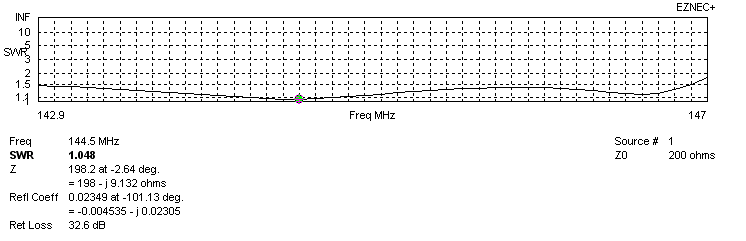 EZNEC+
INF
10
5
SWR
3
2
1.5
1.1
142.9 Freq MHz 147
Freq 144.5 MHz Source # 1
SWR 1.048 Z0 200 ohms
Z 198.2 at -2.64 deg.
= 198 - j 9.132 ohms
Refl Coeff 0.02349 at -101.13 deg.
= -0.004535 - j 0.02305
Ret Loss 32.6 dB